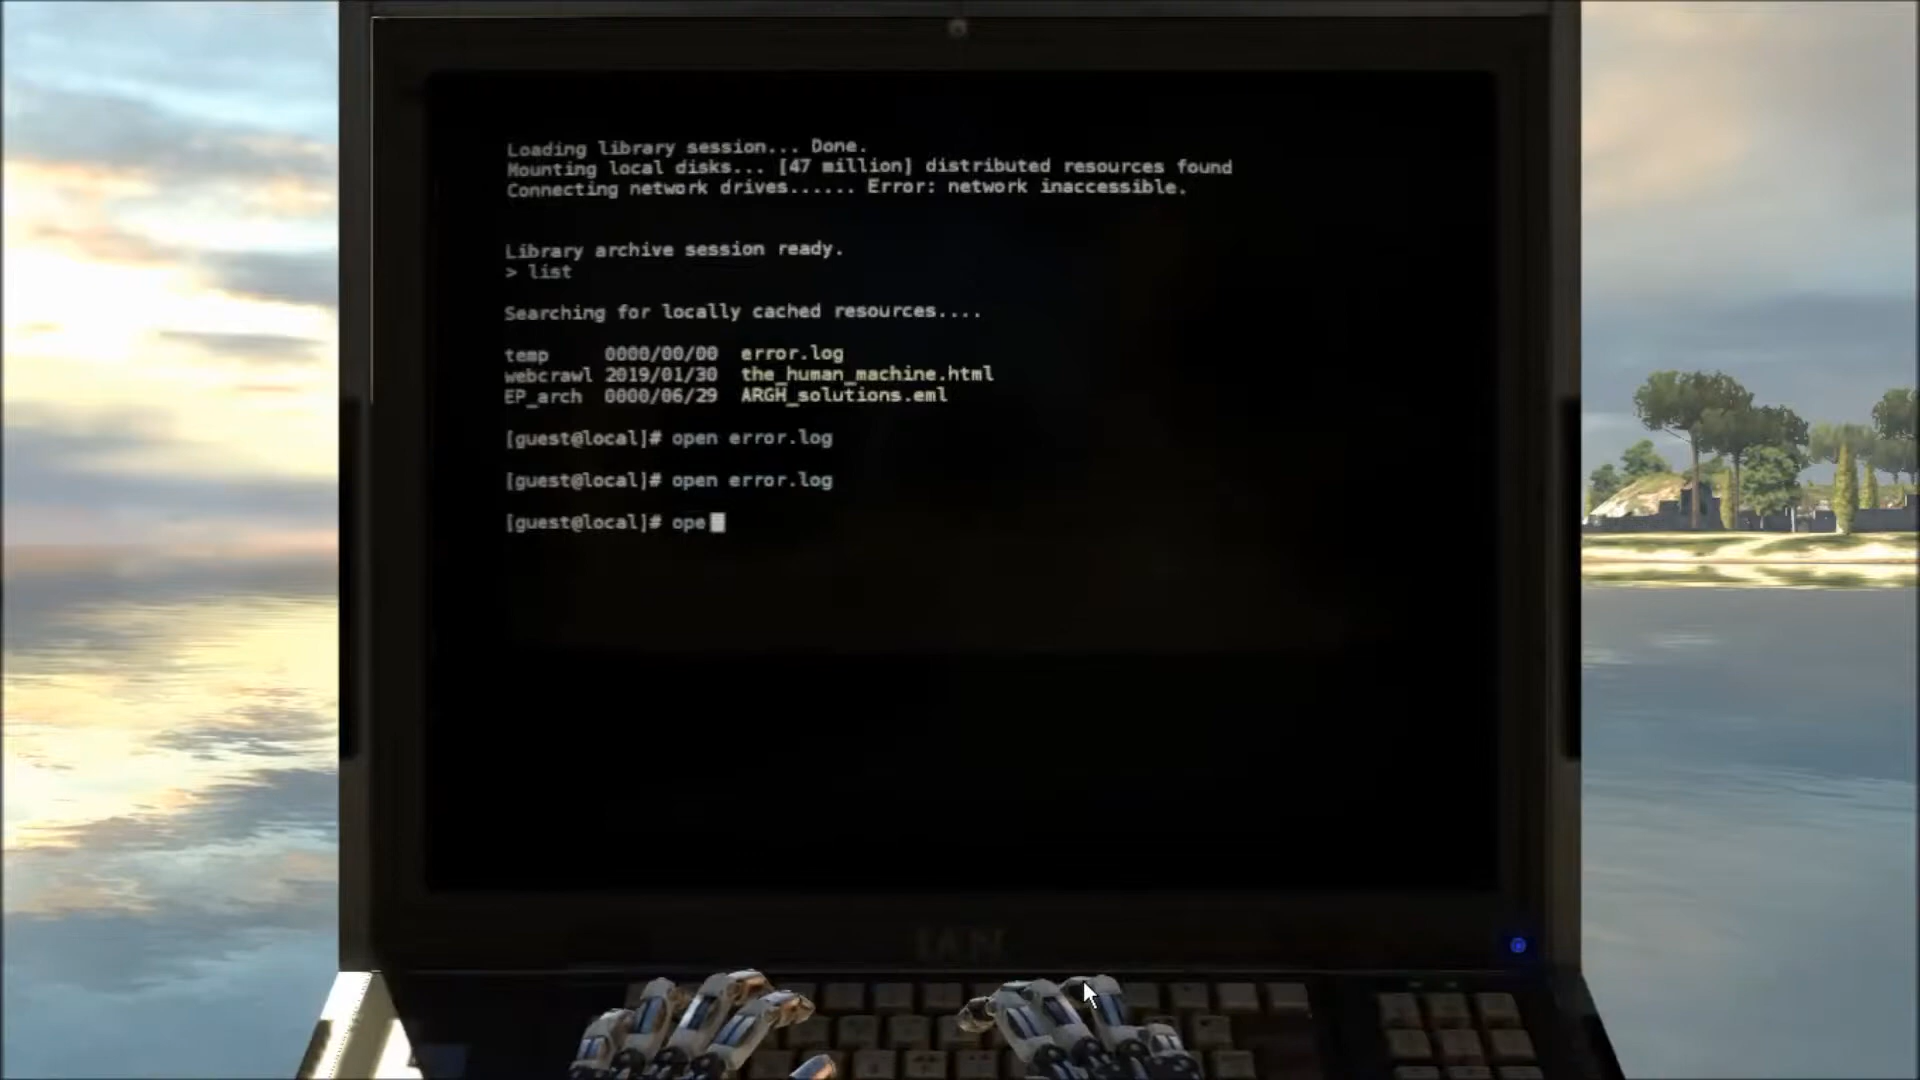 Loading library session... Done.
Mounting local disks... [47 million] distributed resources found
Connecting network drives...... Error: network inaccessible.
Library archive session ready.
> list
Searching for locally cached resources....
temp 0000/00/00 error.log
webcrawl 2019/01/30 the_human_machine.html
EP_arch 0000/06/29 ARGH_solutions.eml
[guest@local]# open error.log
[guest@local]# open error.log
[guest@local]# ope
IAN